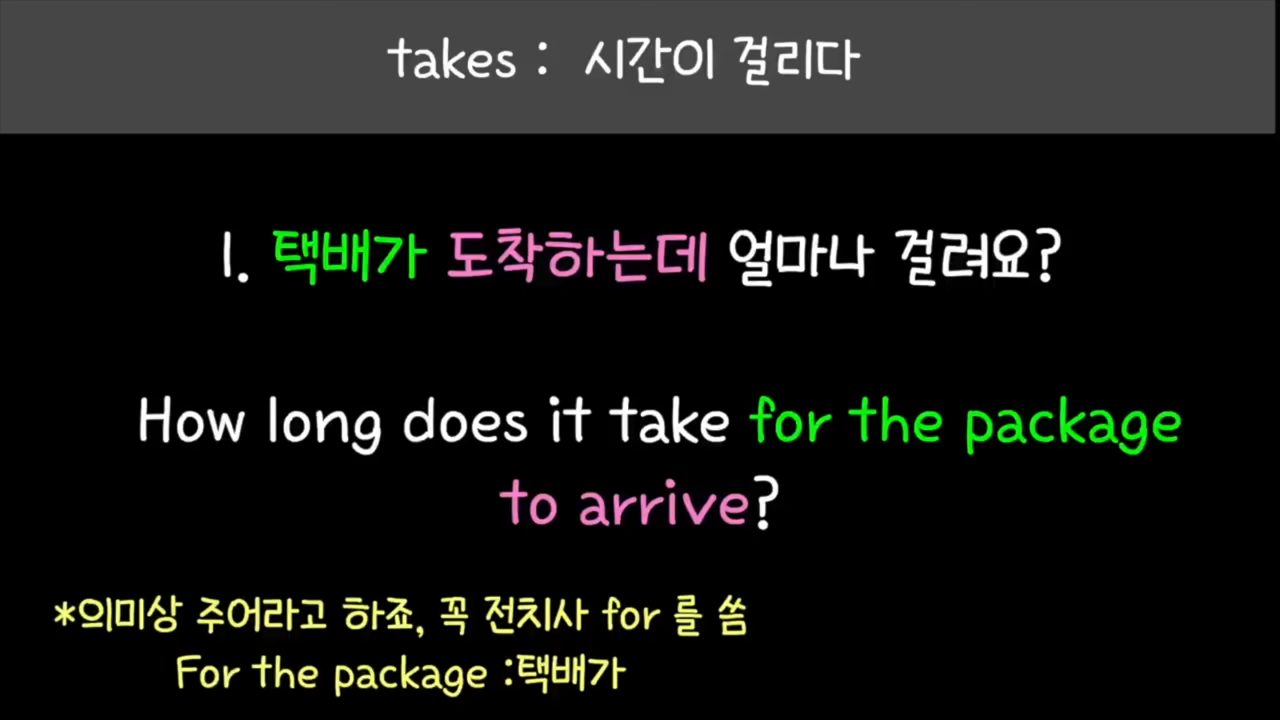 takes : 시간이 걸리다
1. 택배가 도착하는데 얼마나 걸려요?
How long does it take for the package
to arrive?
*의미상 주어라고 하죠, 꼭 전치사 for 를 씀
For the package :택배가